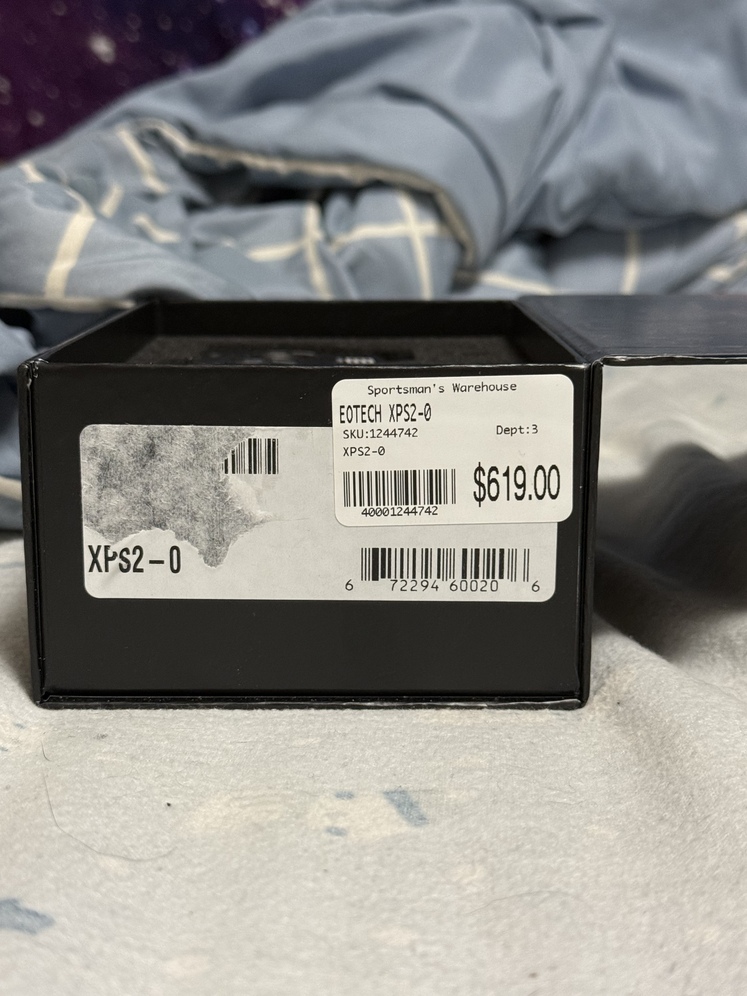 Sportsman's Warehouse
EOTECH XPS2-0
SKU:1244742 Dept:3
XPS2-0
$619.00
40001244742
XPS2-0
6 72294 60020 6